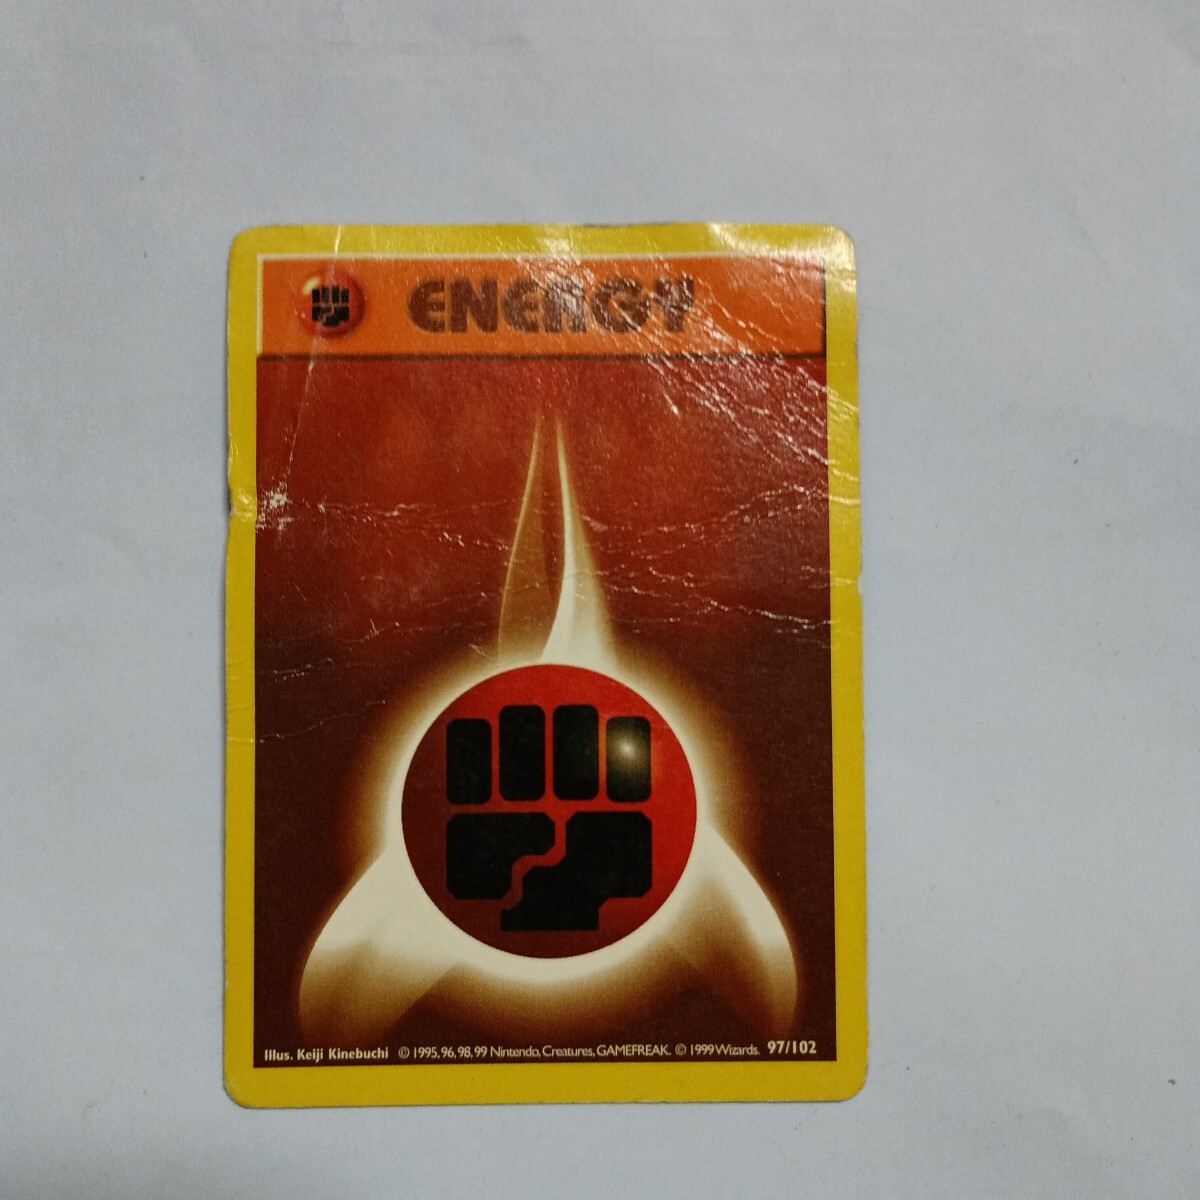 ENERGY
Illus. Keiji Kinebuchi © 1995, 96, 98, 99 Nintendo, Creatures, GAMEFREAK. © 1999 Wizards. 97/102